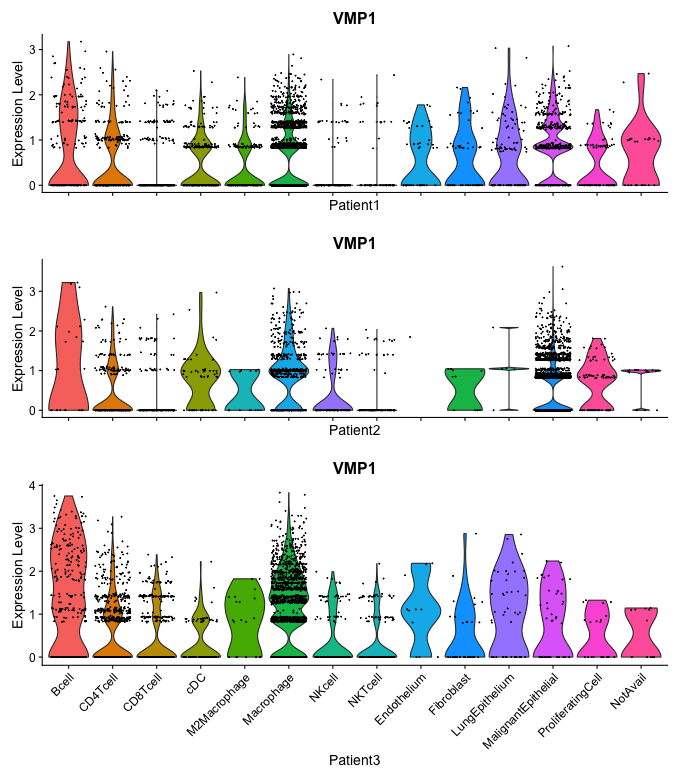 VMP1
Expression Level
3
2
1
0
Patient1
VMP1
Expression Level
3
2
1
0
Patient2
VMP1
Expression Level
4
3
2
1
0
Bcell
CD4Tcell
CD8Tcell
cDC
M2Macrophage
Macrophage
NKcell
NKTcell
Endothelium
Fibroblast
LungEpithelium
MalignantEpithelial
ProliferatingCell
NotAvail
Patient3